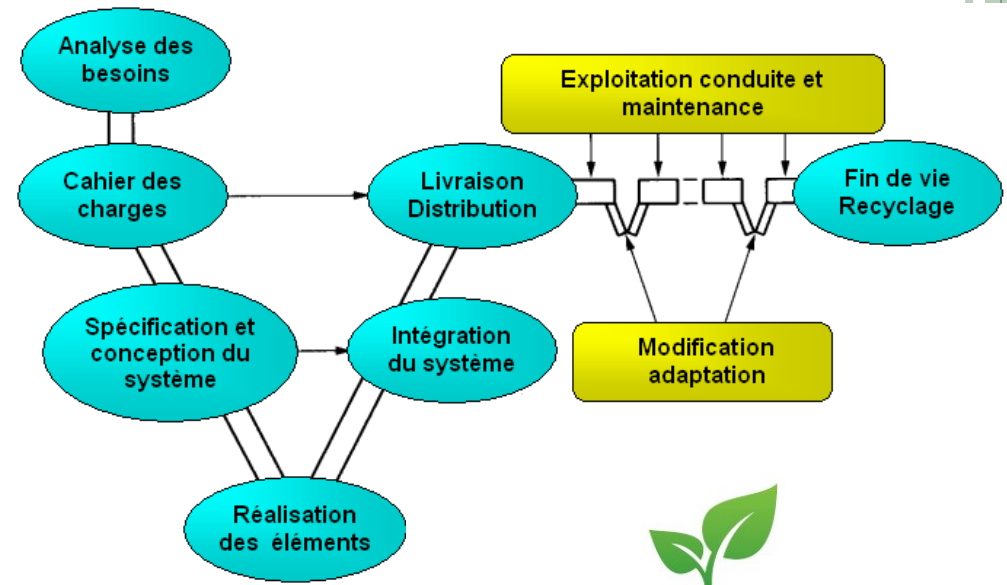 Analyse des
besoins
Cahier des
charges
Spécification et
conception du
système
Réalisation
des éléments
Intégration
du système
Livraison
Distribution
Exploitation conduite et
maintenance
Modification
adaptation
Fin de vie
Recyclage